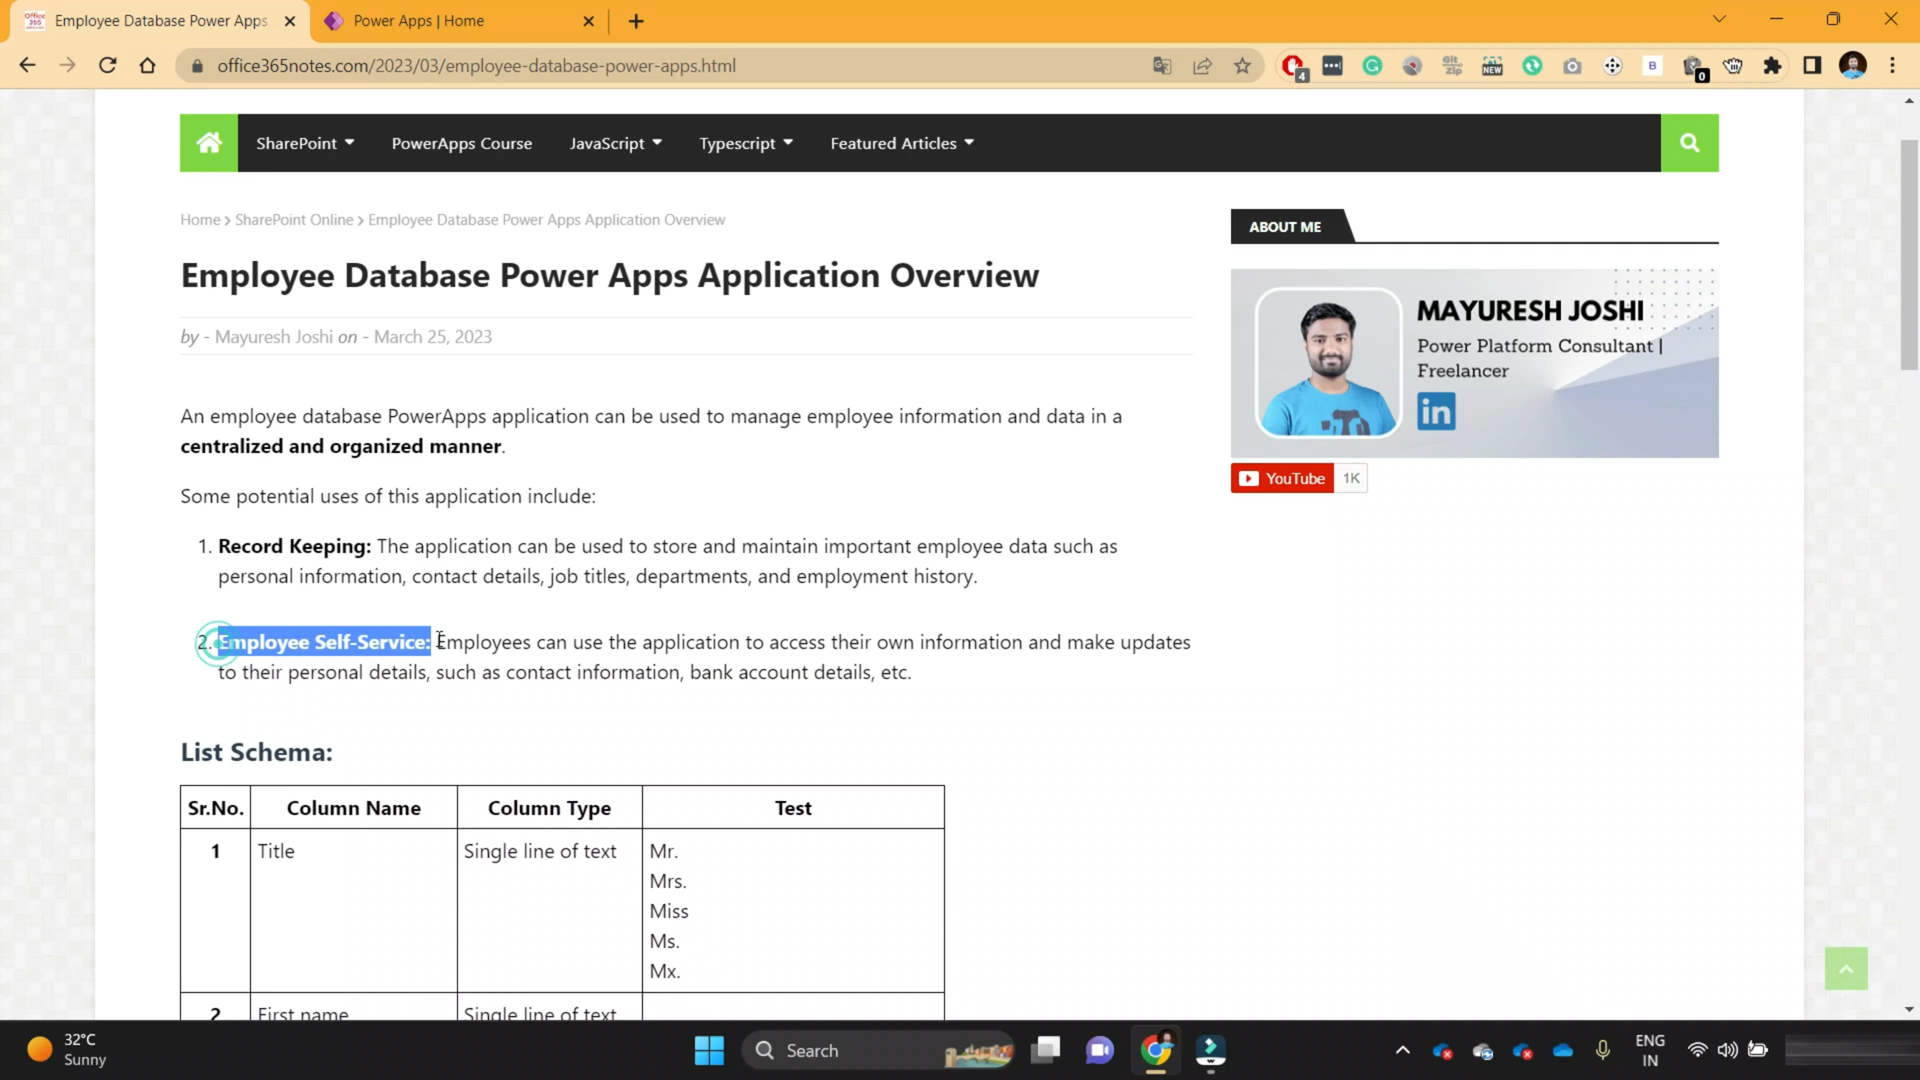 Employee Database Power Apps
Power Apps | Home
office365notes.com/2023/03/employee-database-power-apps.html
4
Git
Zip
NEW
B
0
SharePoint
PowerApps Course
JavaScript
Typescript
Featured Articles
Home > SharePoint Online > Employee Database Power Apps Application Overview
Employee Database Power Apps Application Overview
by - Mayuresh Joshi on - March 25, 2023
An employee database PowerApps application can be used to manage employee information and data in a
centralized and organized manner.
Some potential uses of this application include:
1. Record Keeping: The application can be used to store and maintain important employee data such as
personal information, contact details, job titles, departments, and employment history.
2. Employee Self-Service: Employees can use the application to access their own information and make updates
to their personal details, such as contact information, bank account details, etc.
List Schema:
Sr.No. Column Name Column Type Test
1 Title Single line of text Mr.
Mrs.
Miss
Ms.
Mx.
2 First name Single line of text
ABOUT ME
MAYURESH JOSHI
Power Platform Consultant |
Freelancer
in
YouTube 1K
32°C
Sunny
Search
ENG
IN